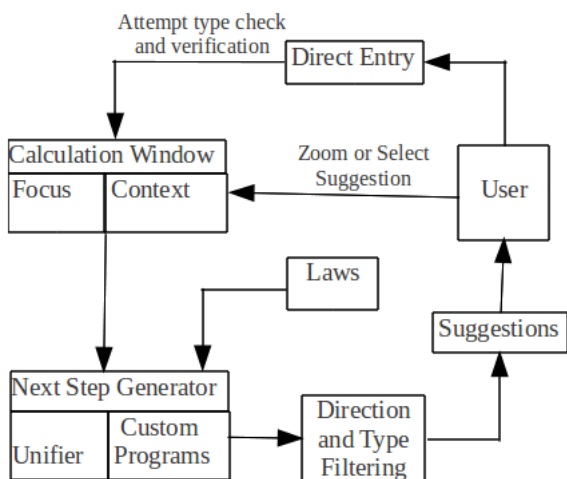 Attempt type check
and verification
Direct Entry
Calculation Window
Focus
Context
Zoom or Select
Suggestion
User
Laws
Suggestions
Next Step Generator
Unifier
Custom
Programs
Direction
and Type
Filtering